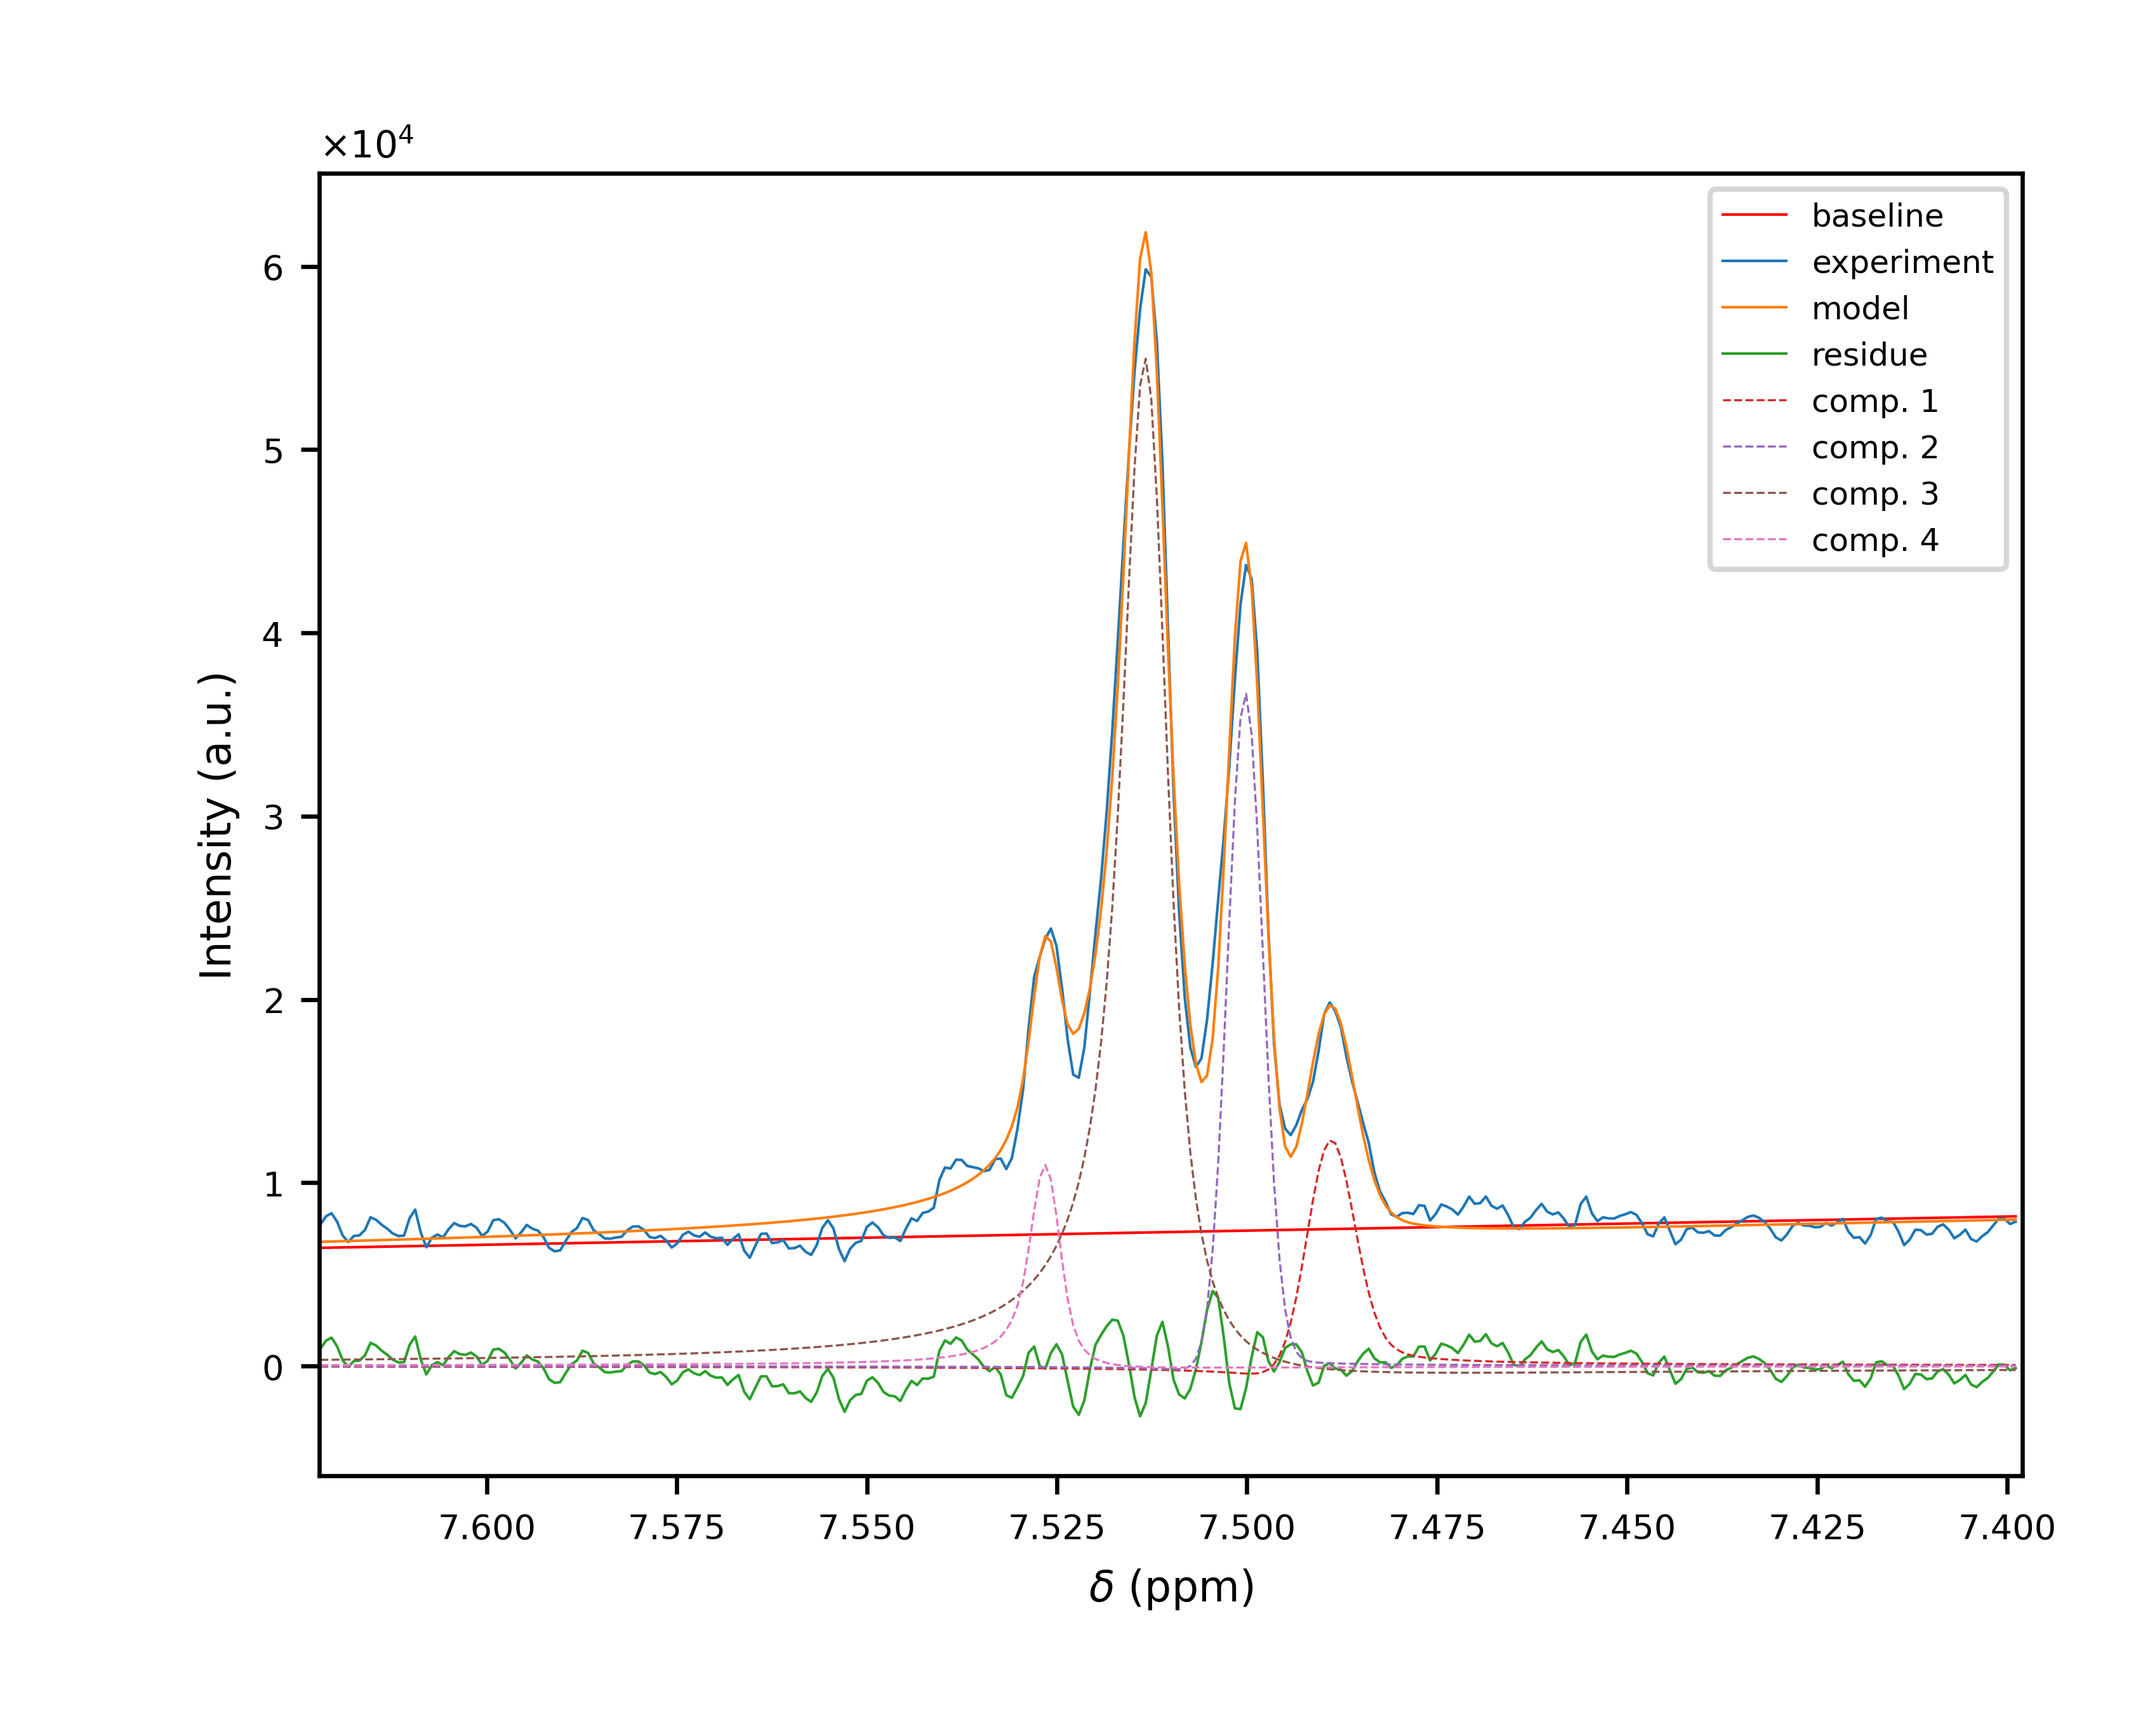 ×10⁴
6
5
4
3
2
1
0
Intensity (a.u.)
baseline
experiment
model
residue
comp. 1
comp. 2
comp. 3
comp. 4
7.600 7.575 7.550 7.525 7.500 7.475 7.450 7.425 7.400
δ (ppm)